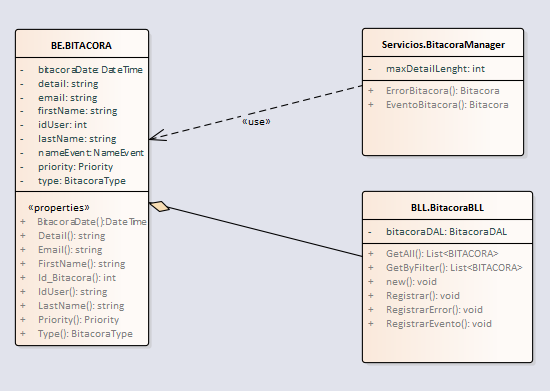 BE.BITACORA
- bitacoraDate: DateTime
- detail: string
- email: string
- firstName: string
- idUser: int
- lastName: string
- nameEvent: NameEvent
- priority: Priority
- type: BitacoraType
«properties»
+ BitacoraDate(): DateTime
+ Detail(): string
+ Email(): string
+ FirstName(): string
+ Id_Bitacora(): int
+ IdUser(): string
+ LastName(): string
+ Priority(): Priority
+ Type(): BitacoraType
«use»
Servicios.BitacoraManager
- maxDetailLenght: int
+ ErrorBitacora(): Bitacora
+ EventoBitacora(): Bitacora
BLL.BitacoraBLL
- bitacoraDAL: BitacoraDAL
+ GetAll(): List<BITACORA>
+ GetByFilter(): List<BITACORA>
+ new(): void
+ Registrar(): void
+ RegistrarError(): void
+ RegistrarEvento(): void